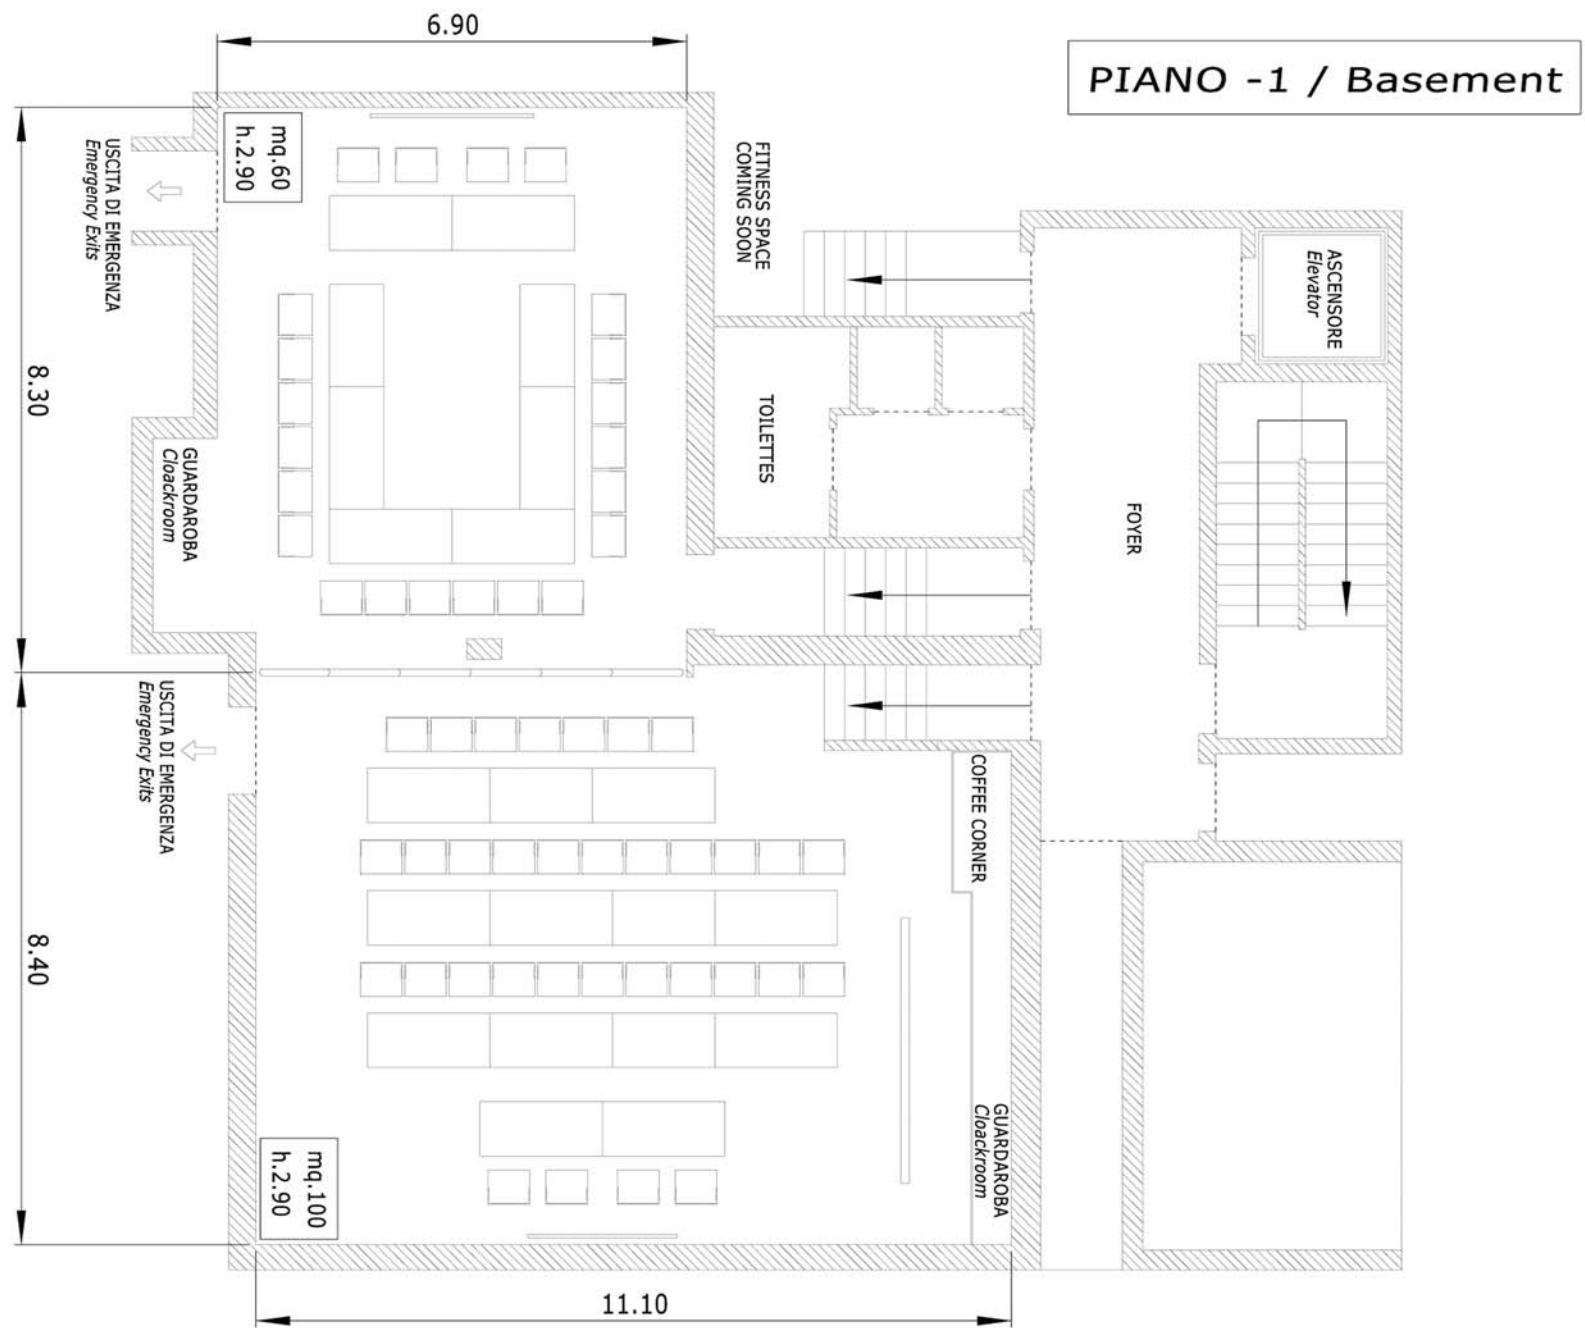 6.90
PIANO -1 / Basement
mq.60
h.2.90
USCITA DI EMERGENZA
Emergency Exits
FITNESS SPACE
COMING SOON
ASCENSORE
Elevator
8.30
TOILETTES
GUARDAROBA
Cloackroom
FOYER
USCITA DI EMERGENZA
Emergency Exits
COFFEE CORNER
8.40
GUARDAROBA
Cloackroom
mq.100
h.2.90
11.10